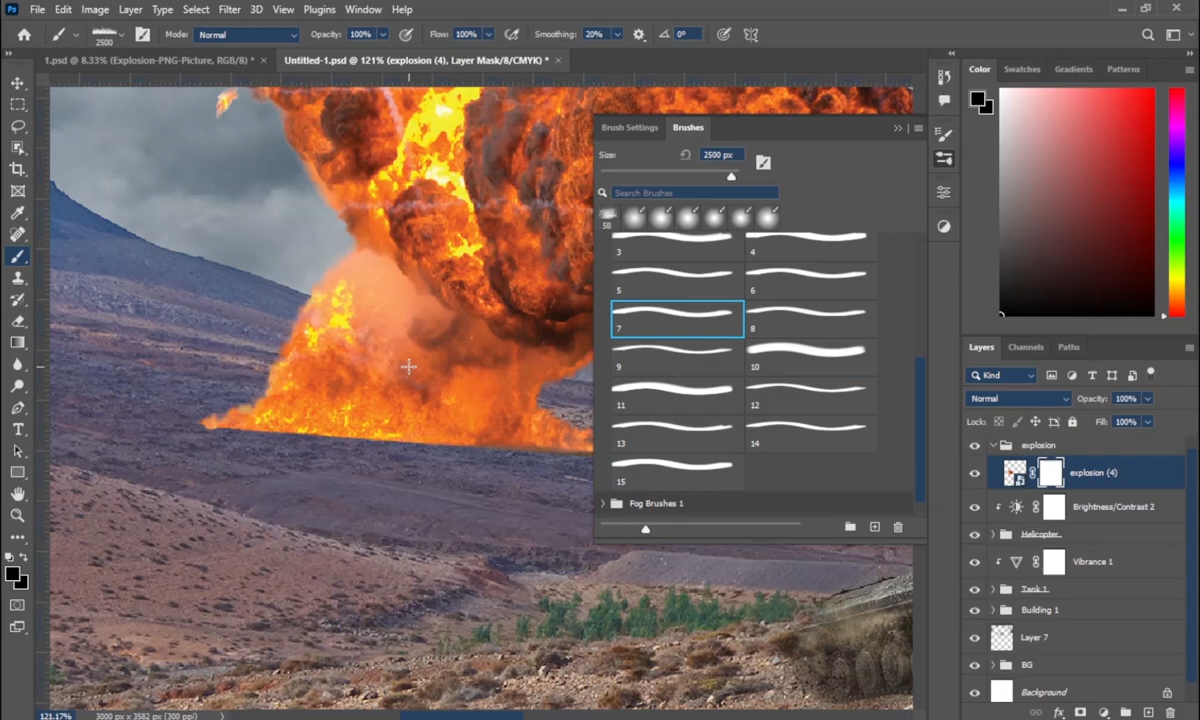 Ps File Edit Image Layer Type Select Filter 3D View Plugins Window Help
2500 Mode: Normal Opacity: 100% Flow: 100% Smoothing: 20% 0°
1.psd @ 8.33% (Explosion-PNG-Picture, RGB/8) * × Untitled-1.psd @ 121% (explosion (4), Layer Mask/8/CMYK) * ×
Brush Settings Brushes
Size: 2500 px
Search Brushes
58
3 4
5 6
7 8
9 10
11 12
13 14
15
Fog Brushes 1
Color Swatches Gradients Patterns
Layers Channels Paths
Kind
Normal Opacity: 100%
Lock: Fill: 100%
explosion
explosion (4)
Brightness/Contrast 2
Helicopter
Vibrance 1
Tank 1
Building 1
Layer 7
BG
Background
121.17% 3000 px x 3582 px (300 ppi)